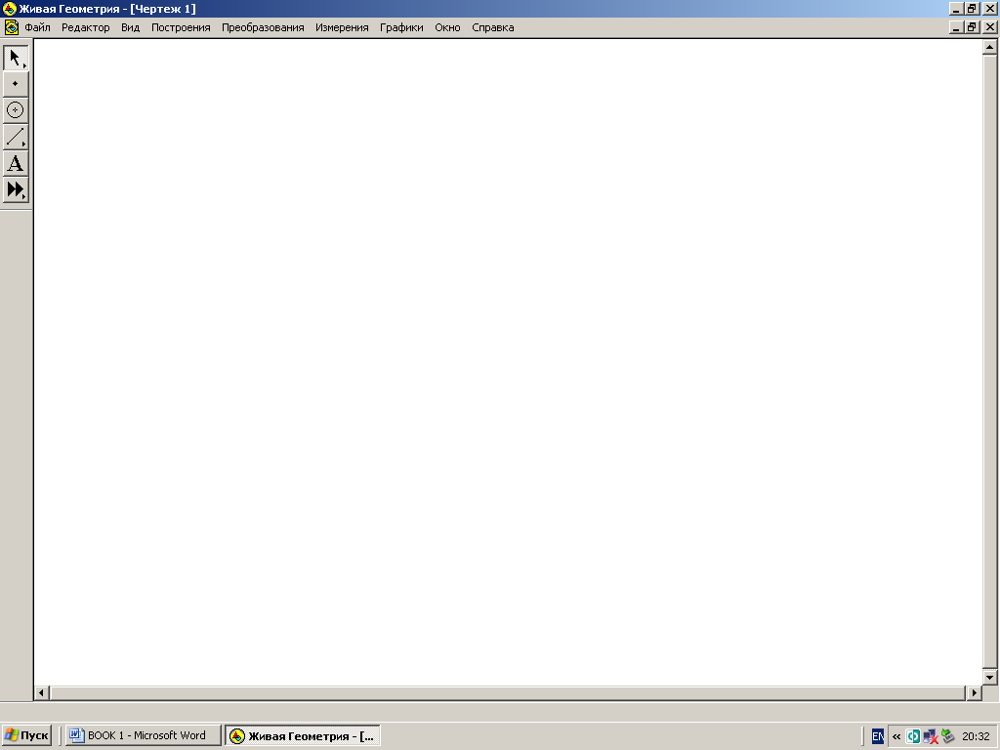 Живая Геометрия - [Чертеж 1]
Файл Редактор Вид Построения Преобразования Измерения Графики Окно Справка
A
Пуск BOOK 1 - Microsoft Word Живая Геометрия - [... EN « 20:32